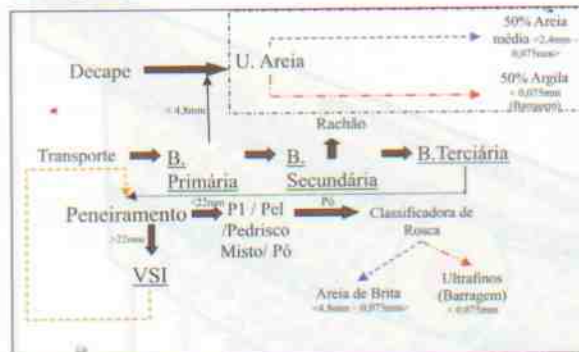 50% Areia
média <2,4mm -
0,075mm>
Decape
U. Areia
50% Argila
< 0,075mm
(Barragem)
< 4,8mm
Rachão
Transporte
B.
Primária
B.
Secundária
B.Terciária
Peneiramento
<22mm
P1 / Pel
/Pedrisco
Misto/ Pó
Pó
Classificadora de
Rosca
>22mm
VSI
Areia de Brita
<4,8mm – 0,075mm>
Ultrafinos
(Barragem)
< 0,075mm